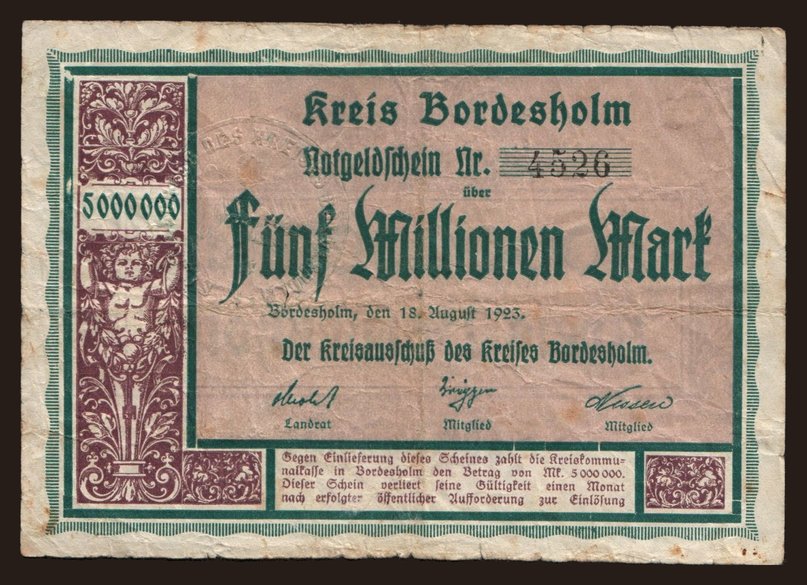 Kreis Bordesholm
Notgeldschein Nr. 4526
über
Fünf Millionen Mark
5000000
Bordesholm, den 18. August 1923.
Der Kreisausschuß des Kreises Bordesholm.
Landrat Mitglied Mitglied
Gegen Einlieferung dieses Scheines zahlt die Kreiskommu-
nalkasse in Bordesholm den Betrag von Mk. 5 000 000.
Dieser Schein verliert seine Gültigkeit einen Monat
nach erfolgter öffentlicher Aufforderung zur Einlösung